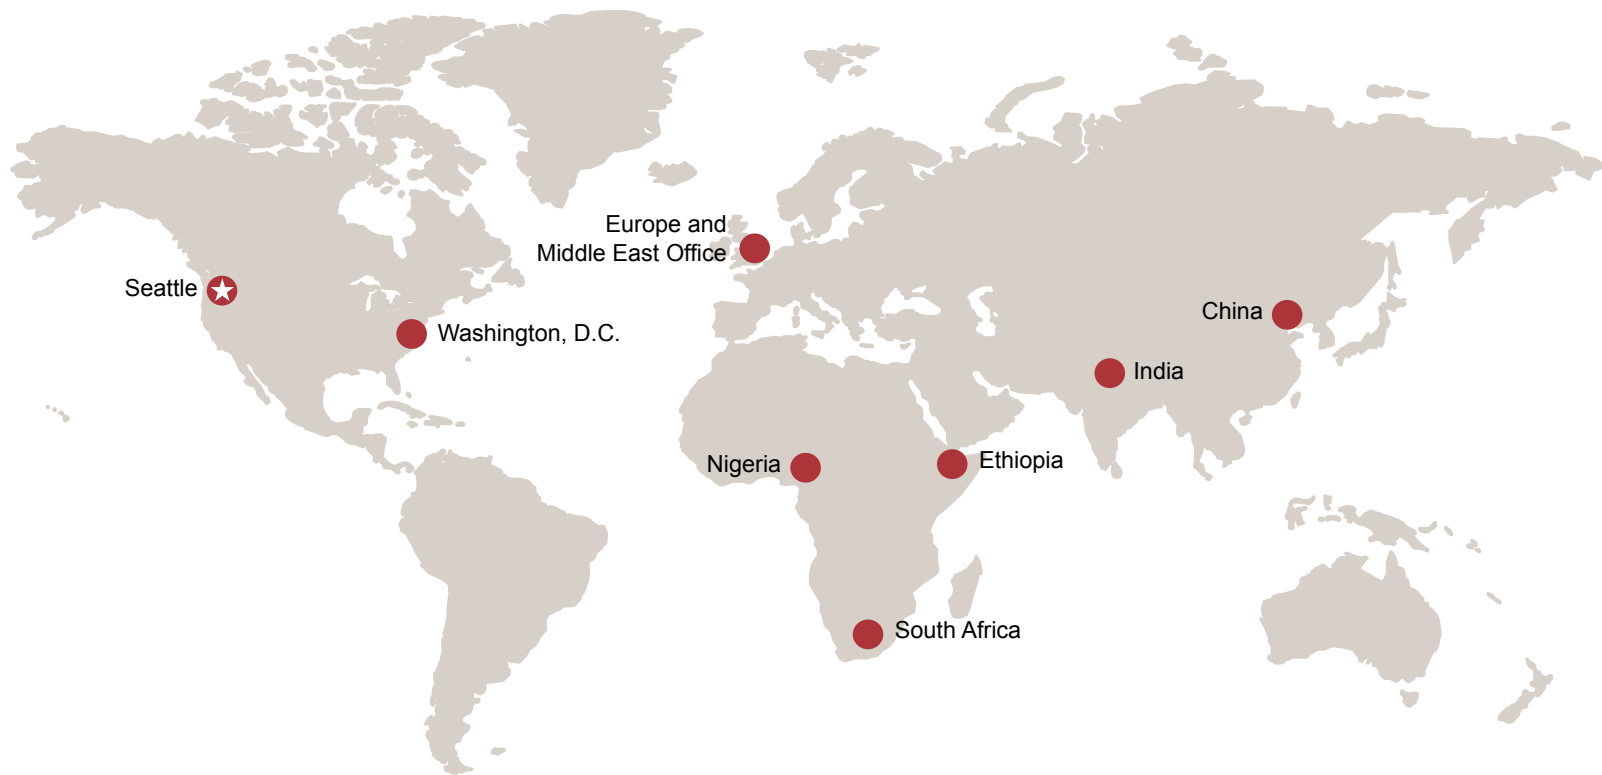 Europe and
Middle East Office
Seattle
Washington, D.C.
China
India
Nigeria
Ethiopia
South Africa